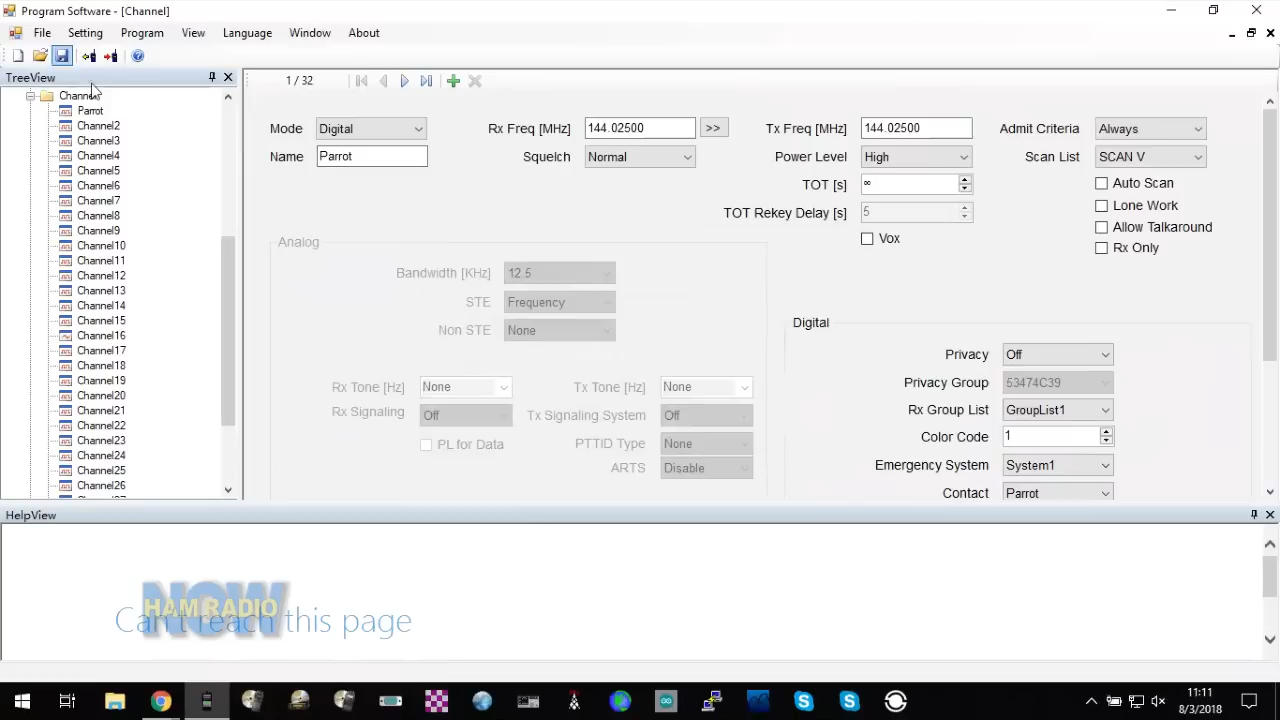 Program Software - [Channel]
File Setting Program View Language Window About
TreeView
1 / 32
Channel
Parrot
Channel2
Channel3
Channel4
Channel5
Channel6
Channel7
Channel8
Channel9
Channel10
Channel11
Channel12
Channel13
Channel14
Channel15
Channel16
Channel17
Channel18
Channel19
Channel20
Channel21
Channel22
Channel23
Channel24
Channel25
Channel26
Mode Digital Rx Freq [MHz] 144.02500 >> Tx Freq [MHz] 144.02500 Admit Criteria Always
Name Parrot Squelch Normal Power Level High Scan List SCAN V
TOT [s] ∞ Auto Scan
TOT Rekey Delay [s] 5 Lone Work
Allow Talkaround
Vox Rx Only
Analog
Bandwidth [KHz] 12.5
STE Frequency
Non STE None
Rx Tone [Hz] None Tx Tone [Hz] None
Rx Signaling Off Tx Signaling System Off
PL for Data PTTID Type None
ARTS Disable
Digital
Privacy Off
Privacy Group 53474C39
Rx Group List GroupList1
Color Code 1
Emergency System System1
Contact Parrot
HelpView
NOW
HAM RADIO
Can't reach this page
11:11
8/3/2018